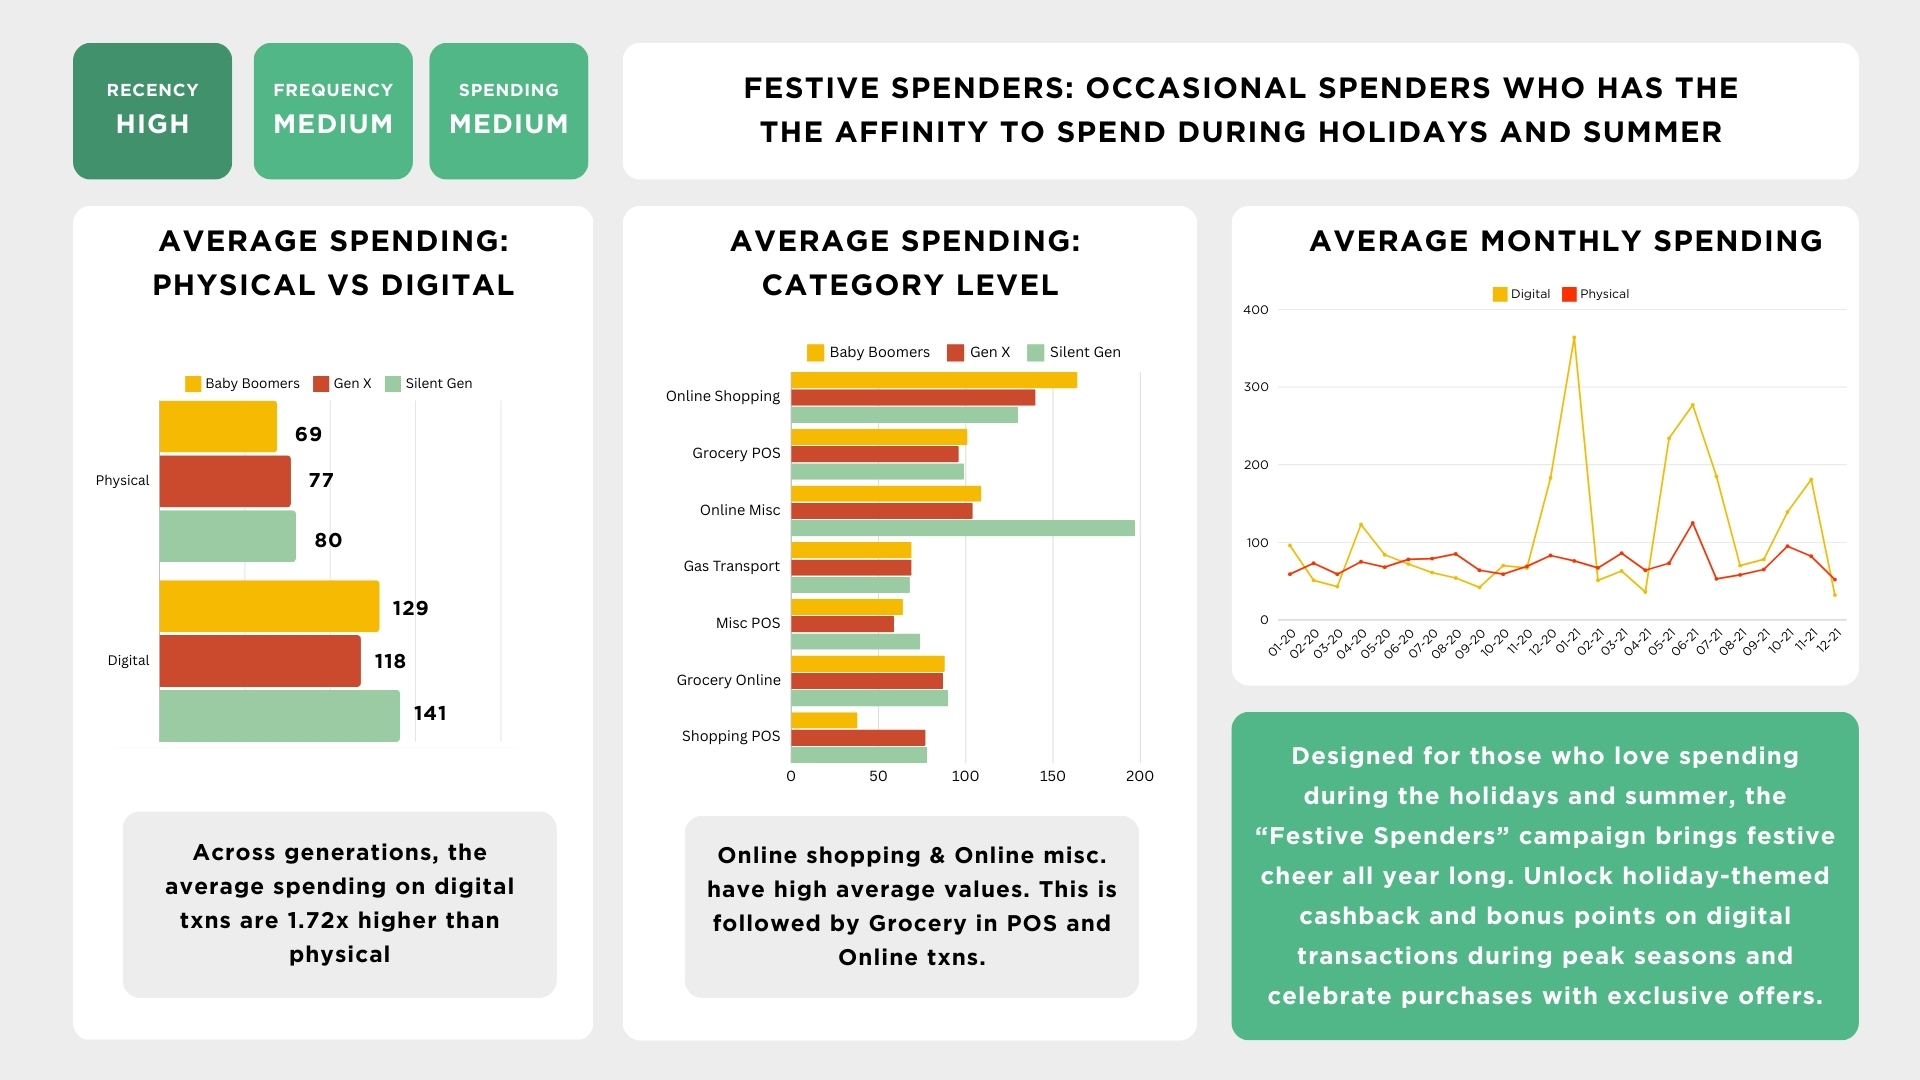 RECENCY
HIGH
FREQUENCY
MEDIUM
SPENDING
MEDIUM
FESTIVE SPENDERS: OCCASIONAL SPENDERS WHO HAS THE
THE AFFINITY TO SPEND DURING HOLIDAYS AND SUMMER
AVERAGE SPENDING:
PHYSICAL VS DIGITAL
Baby Boomers Gen X Silent Gen
69
Physical 77
80
129
Digital 118
141
Across generations, the
average spending on digital
txns are 1.72x higher than
physical
AVERAGE SPENDING:
CATEGORY LEVEL
Baby Boomers Gen X Silent Gen
Online Shopping
Grocery POS
Online Misc
Gas Transport
Misc POS
Grocery Online
Shopping POS
0 50 100 150 200
Online shopping & Online misc.
have high average values. This is
followed by Grocery in POS and
Online txns.
AVERAGE MONTHLY SPENDING
Digital Physical
400
300
200
100
0
01-20 02-20 03-20 04-20 05-20 06-20 07-20 08-20 09-20 10-20 11-20 12-20 01-21 02-21 03-21 04-21 05-21 06-21 07-21 08-21 09-21 10-21 11-21 12-21
Designed for those who love spending
during the holidays and summer, the
“Festive Spenders” campaign brings festive
cheer all year long. Unlock holiday-themed
cashback and bonus points on digital
transactions during peak seasons and
celebrate purchases with exclusive offers.